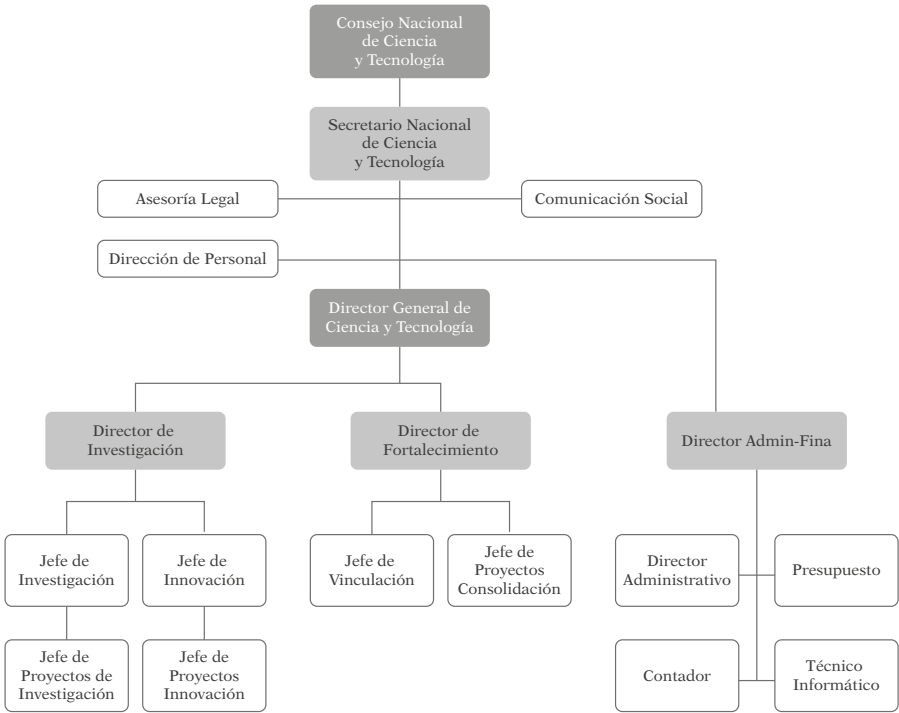 Consejo Nacional
de Ciencia
y Tecnología
Secretario Nacional
de Ciencia
y Tecnología
Asesoría Legal
Comunicación Social
Dirección de Personal
Director General de
Ciencia y Tecnología
Director de
Investigación
Director de
Fortalecimiento
Director Admin-Fina
Jefe de
Investigación
Jefe de
Innovación
Jefe de
Vinculación
Jefe de
Proyectos
Consolidación
Director
Administrativo
Presupuesto
Jefe de
Proyectos de
Investigación
Jefe de
Proyectos
Innovación
Contador
Técnico
Informático